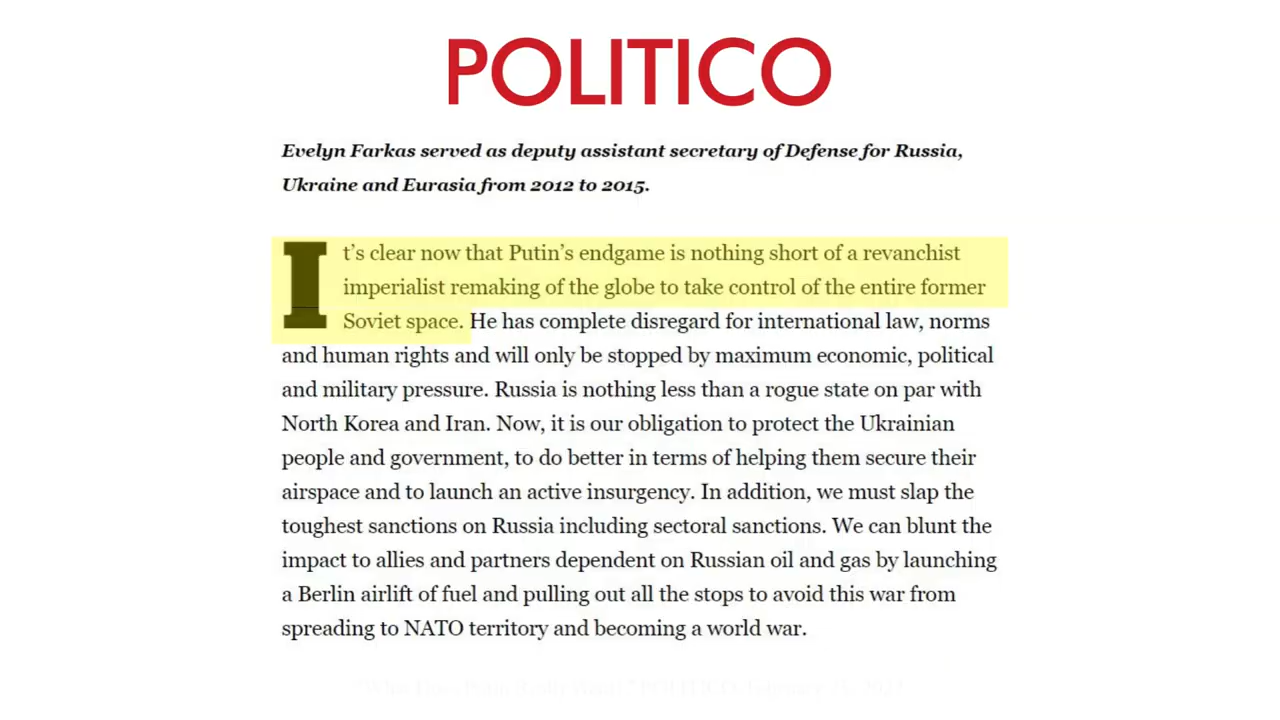 POLITICO
Evelyn Farkas served as deputy assistant secretary of Defense for Russia,
Ukraine and Eurasia from 2012 to 2015.
It's clear now that Putin's endgame is nothing short of a revanchist
imperialist remaking of the globe to take control of the entire former
Soviet space. He has complete disregard for international law, norms
and human rights and will only be stopped by maximum economic, political
and military pressure. Russia is nothing less than a rogue state on par with
North Korea and Iran. Now, it is our obligation to protect the Ukrainian
people and government, to do better in terms of helping them secure their
airspace and to launch an active insurgency. In addition, we must slap the
toughest sanctions on Russia including sectoral sanctions. We can blunt the
impact to allies and partners dependent on Russian oil and gas by launching
a Berlin airlift of fuel and pulling out all the stops to avoid this war from
spreading to NATO territory and becoming a world war.